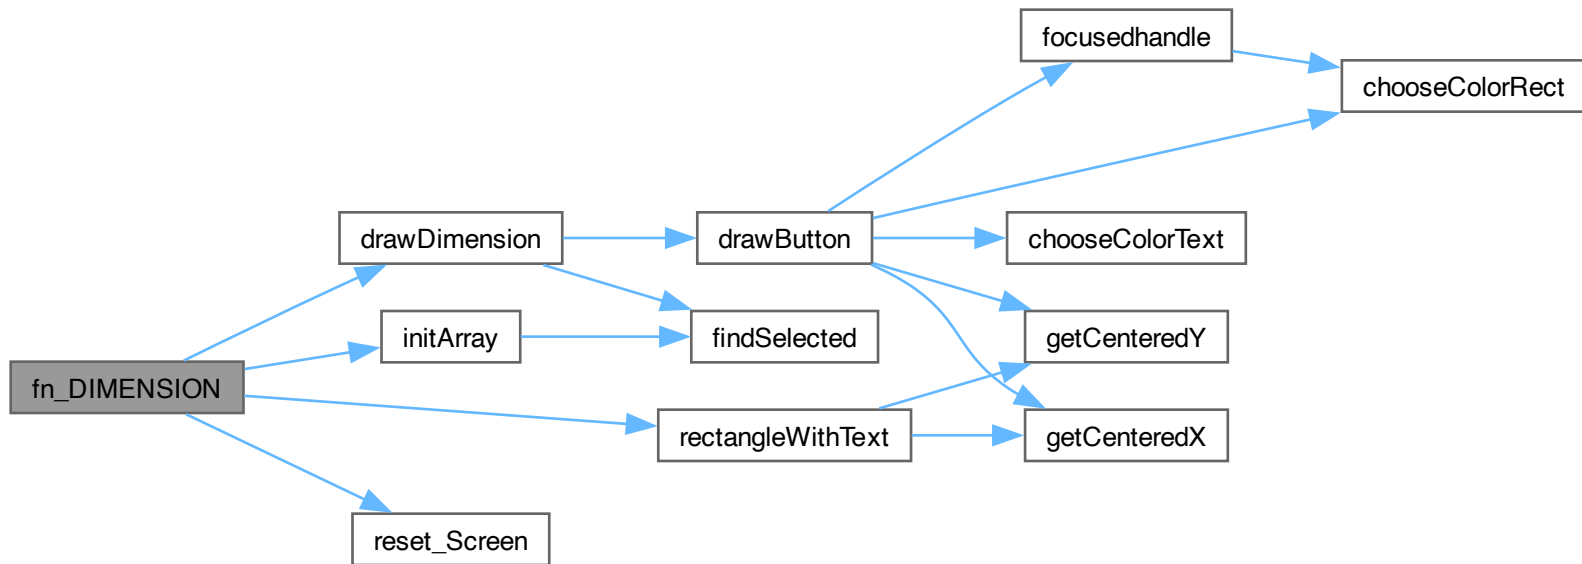 focusedhandle
chooseColorRect
drawDimension
drawButton
chooseColorText
initArray
findSelected
getCenteredY
fn_DIMENSION
rectangleWithText
getCenteredX
reset_Screen